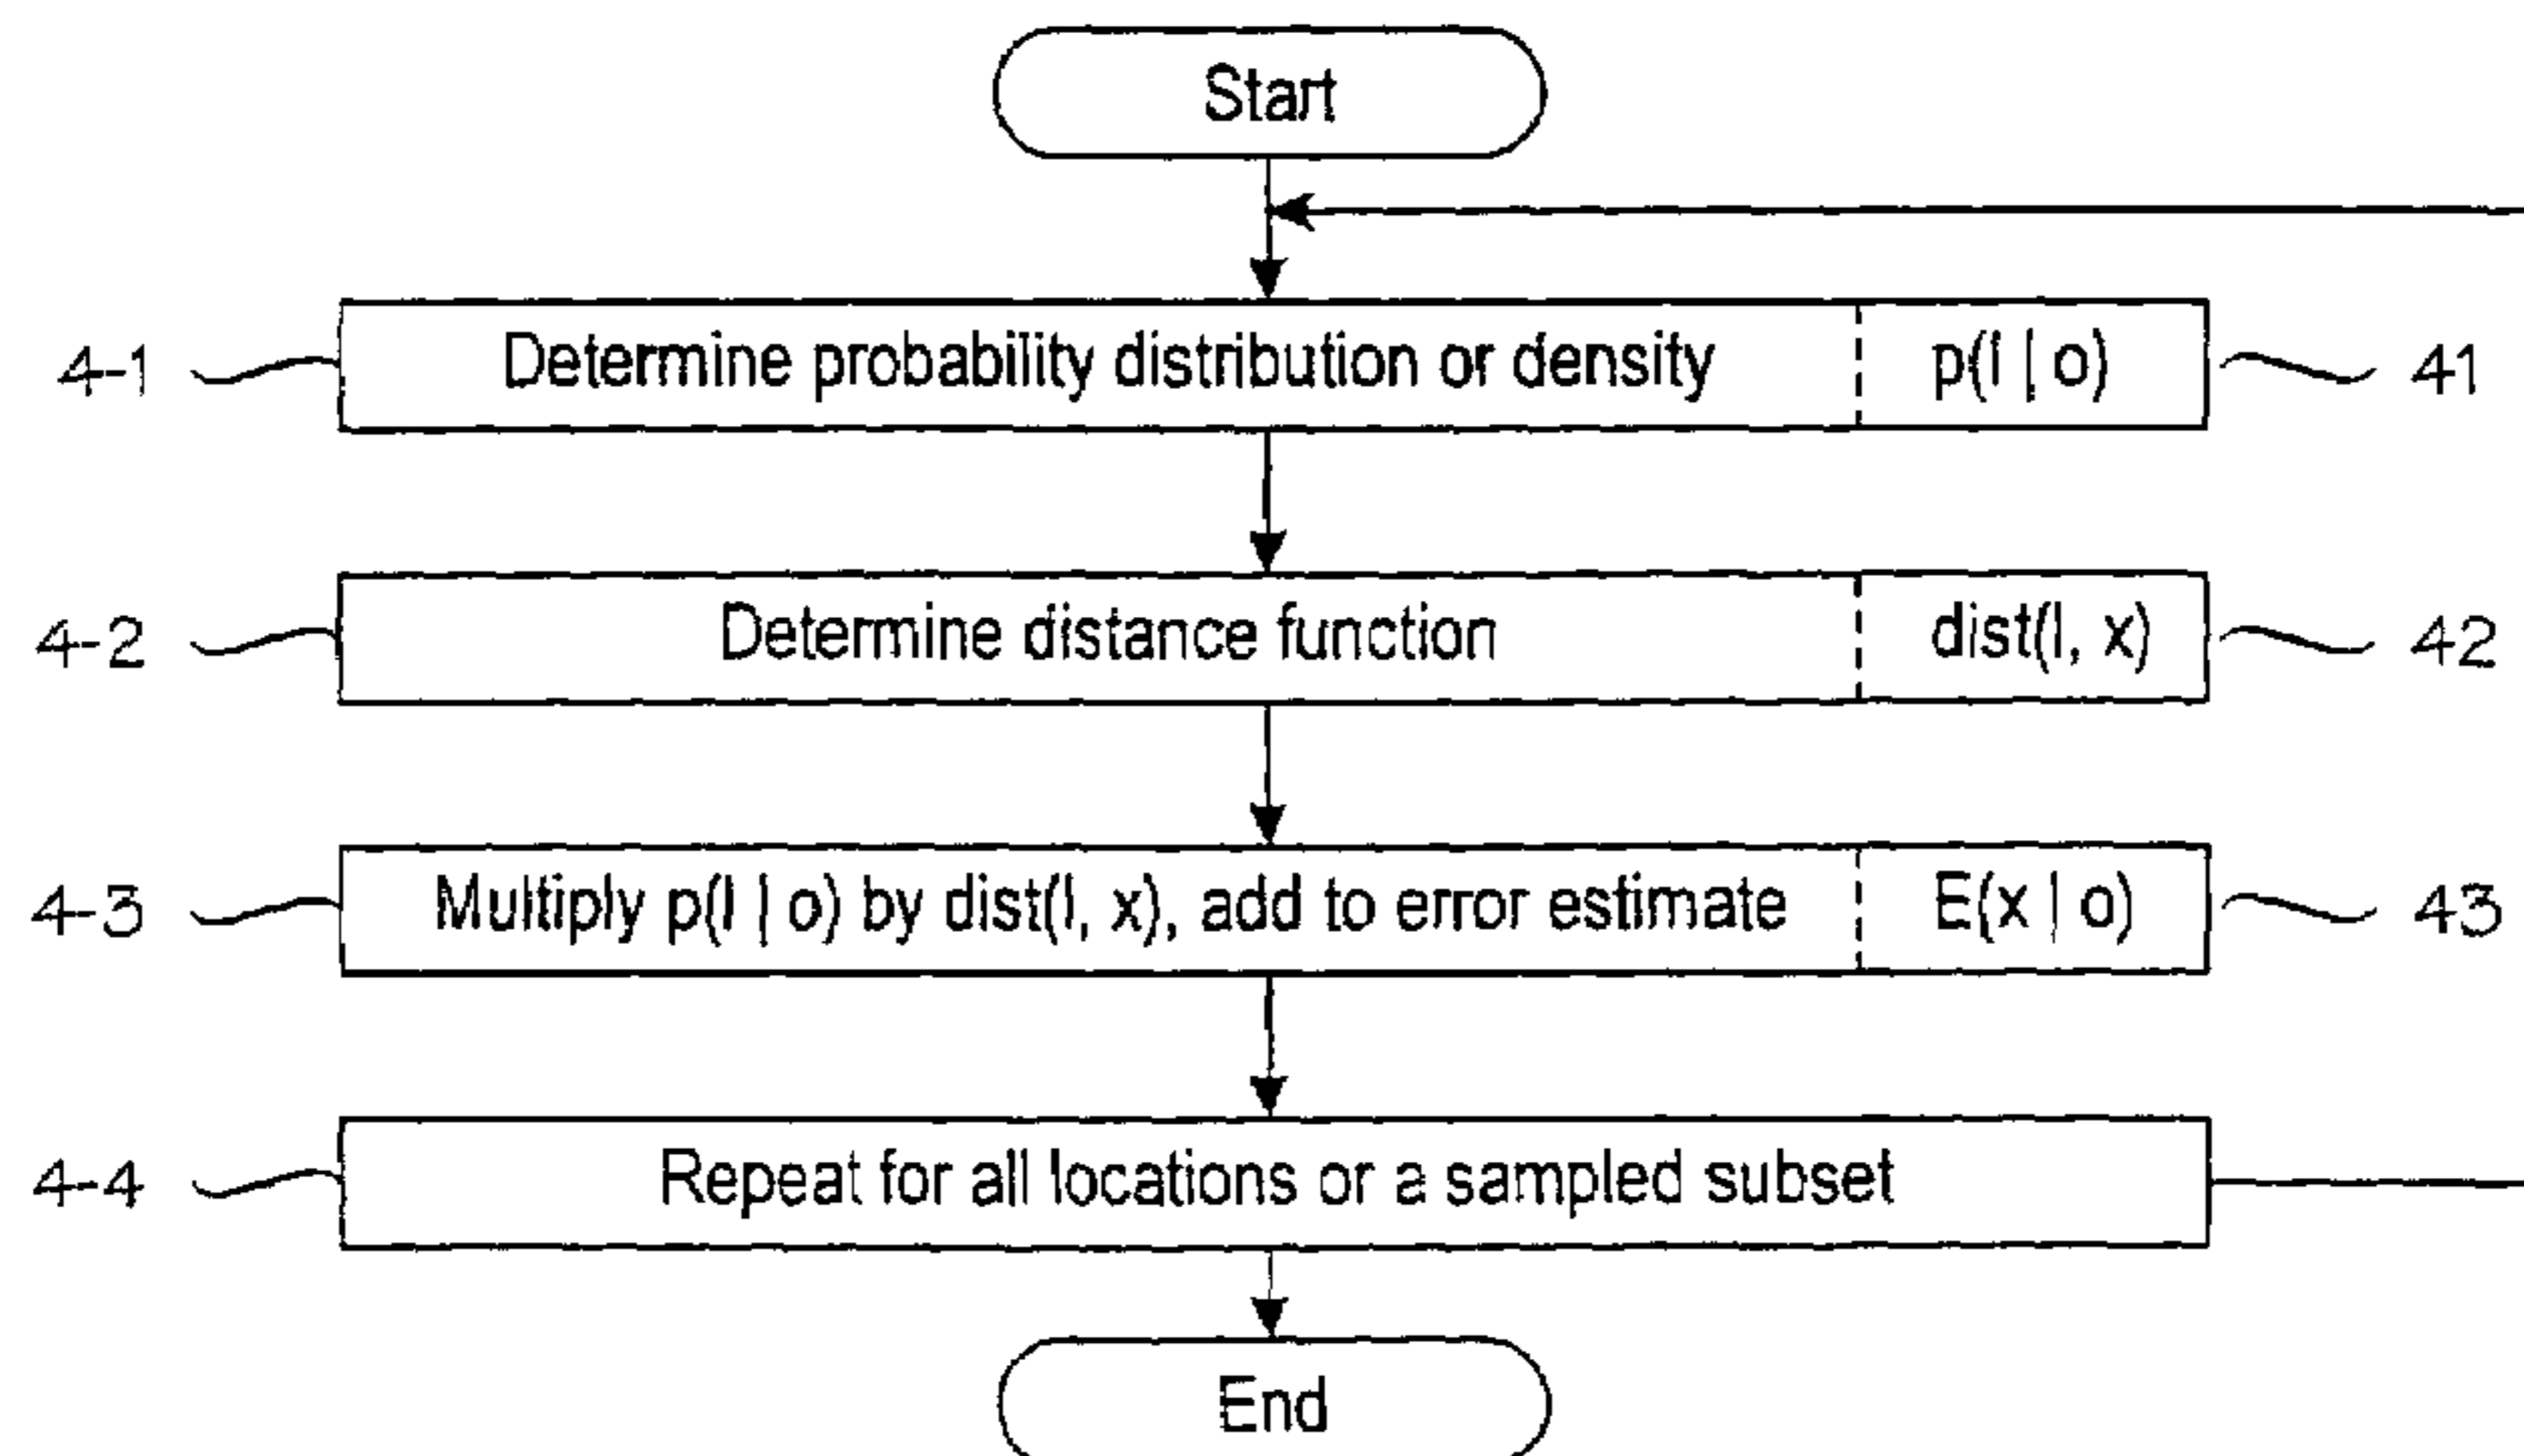 Start
4-1 Determine probability distribution or density p(l | o) 41
4-2 Determine distance function dist(l, x) 42
4-3 Multiply p(l | o) by dist(l, x), add to error estimate E(x | o) 43
4-4 Repeat for all locations or a sampled subset
End